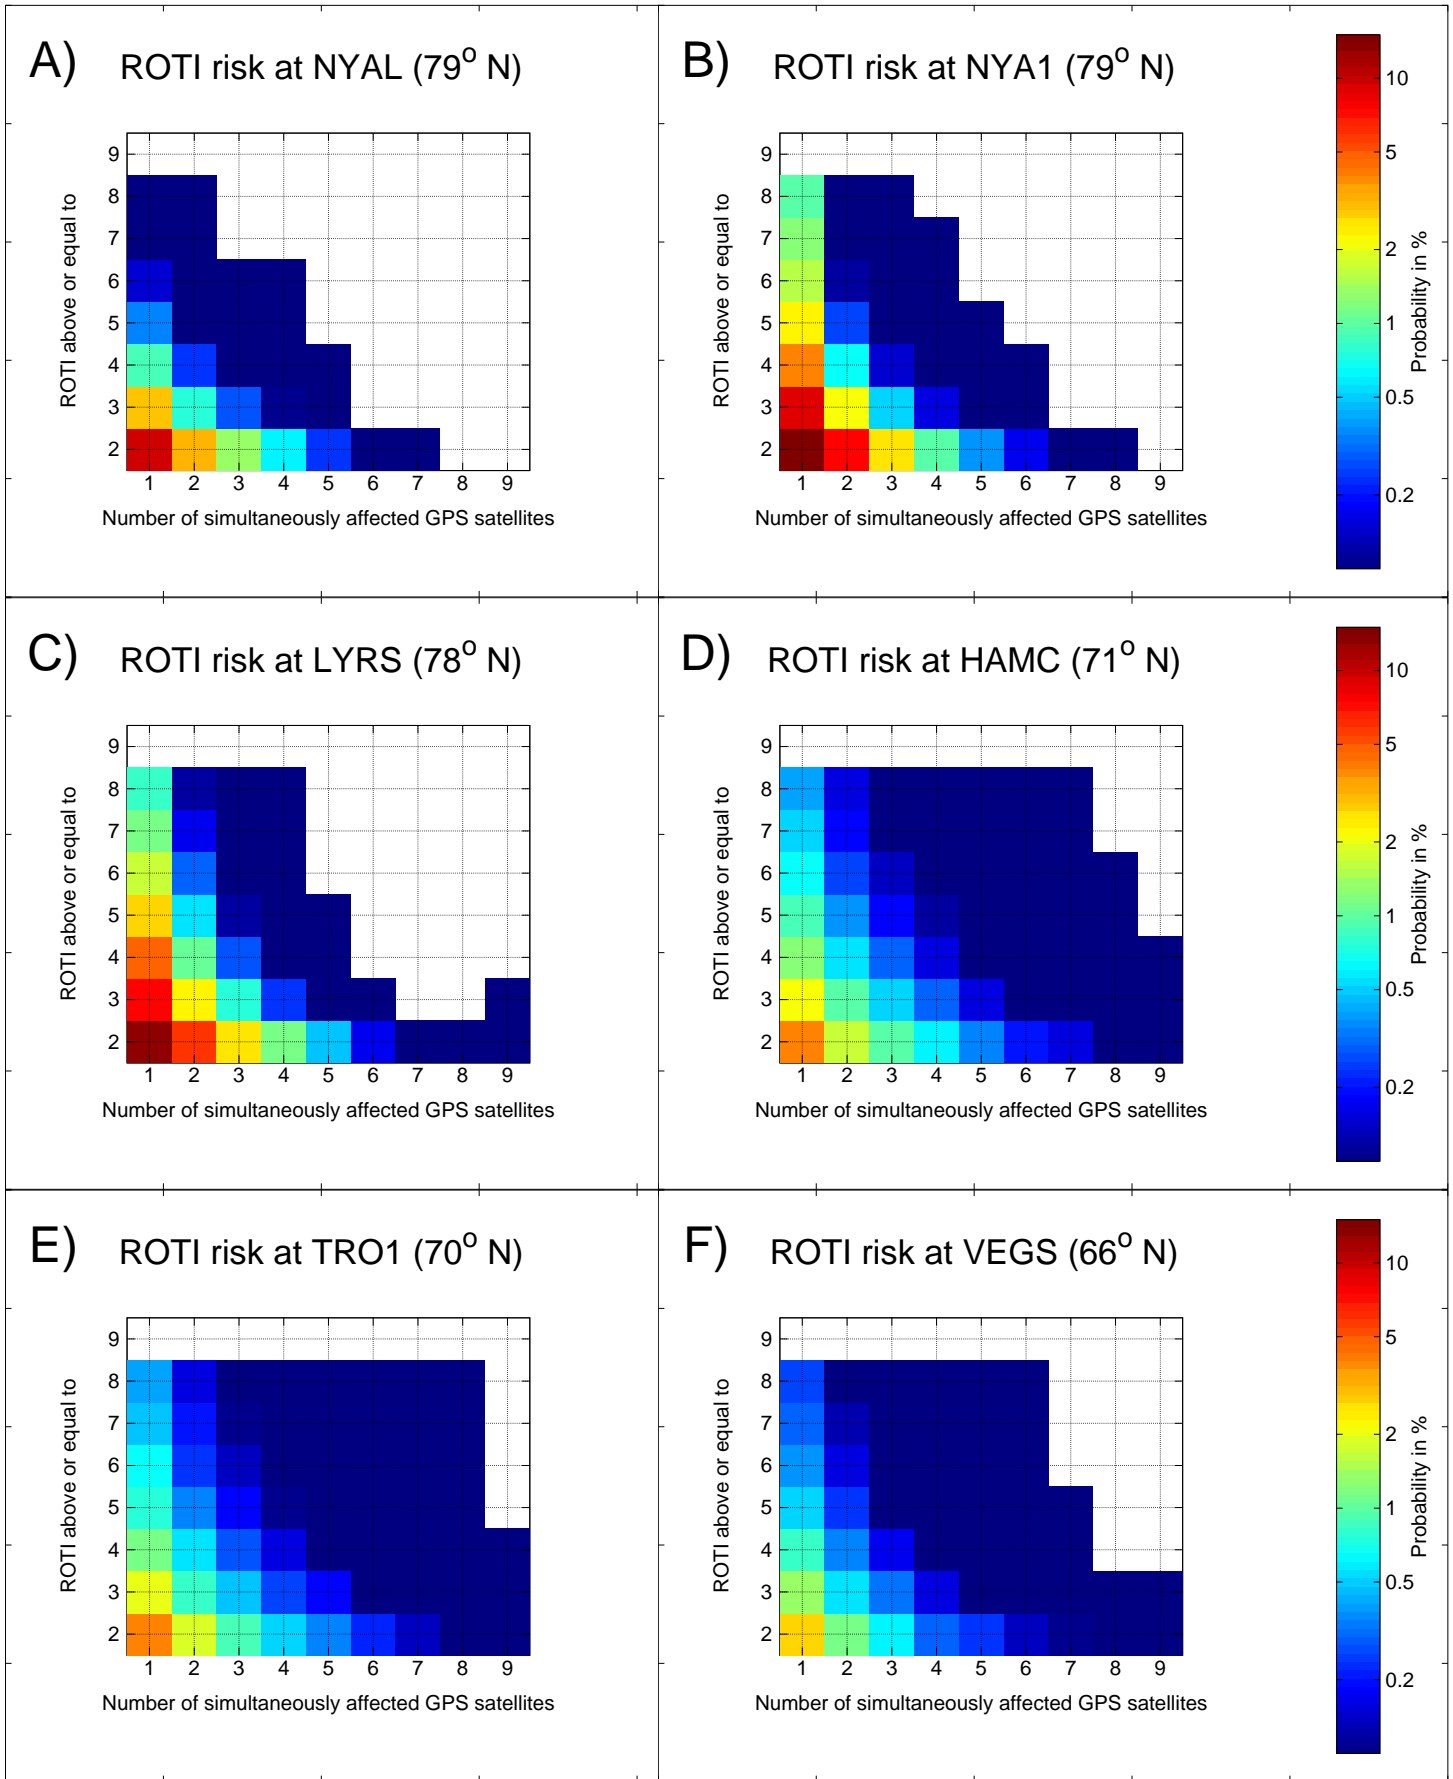 A) ROTI risk at NYAL (79° N)
ROTI above or equal to
9
8
7
6
5
4
3
2
1 2 3 4 5 6 7 8 9
Number of simultaneously affected GPS satellites
B) ROTI risk at NYA1 (79° N)
ROTI above or equal to
9
8
7
6
5
4
3
2
1 2 3 4 5 6 7 8 9
Number of simultaneously affected GPS satellites
10
5
2
1
0.5
0.2
Probability in %
C) ROTI risk at LYRS (78° N)
ROTI above or equal to
9
8
7
6
5
4
3
2
1 2 3 4 5 6 7 8 9
Number of simultaneously affected GPS satellites
D) ROTI risk at HAMC (71° N)
ROTI above or equal to
9
8
7
6
5
4
3
2
1 2 3 4 5 6 7 8 9
Number of simultaneously affected GPS satellites
10
5
2
1
0.5
0.2
Probability in %
E) ROTI risk at TRO1 (70° N)
ROTI above or equal to
9
8
7
6
5
4
3
2
1 2 3 4 5 6 7 8 9
Number of simultaneously affected GPS satellites
F) ROTI risk at VEGS (66° N)
ROTI above or equal to
9
8
7
6
5
4
3
2
1 2 3 4 5 6 7 8 9
Number of simultaneously affected GPS satellites
10
5
2
1
0.5
0.2
Probability in %